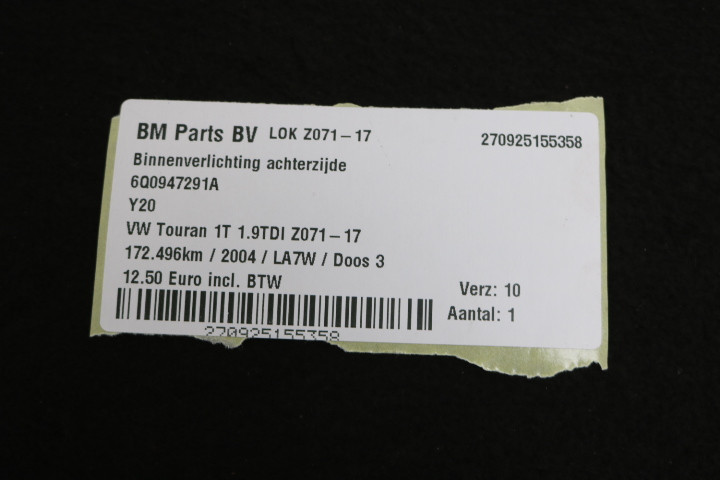 BM Parts BV LOK Z071-17 270925155358
Binnenverlichting achterzijde
6Q0947291A
Y20
VW Touran 1T 1.9TDI Z071-17
172.496km / 2004 / LA7W / Doos 3
12.50 Euro incl. BTW
Verz: 10
Aantal: 1
270925155358